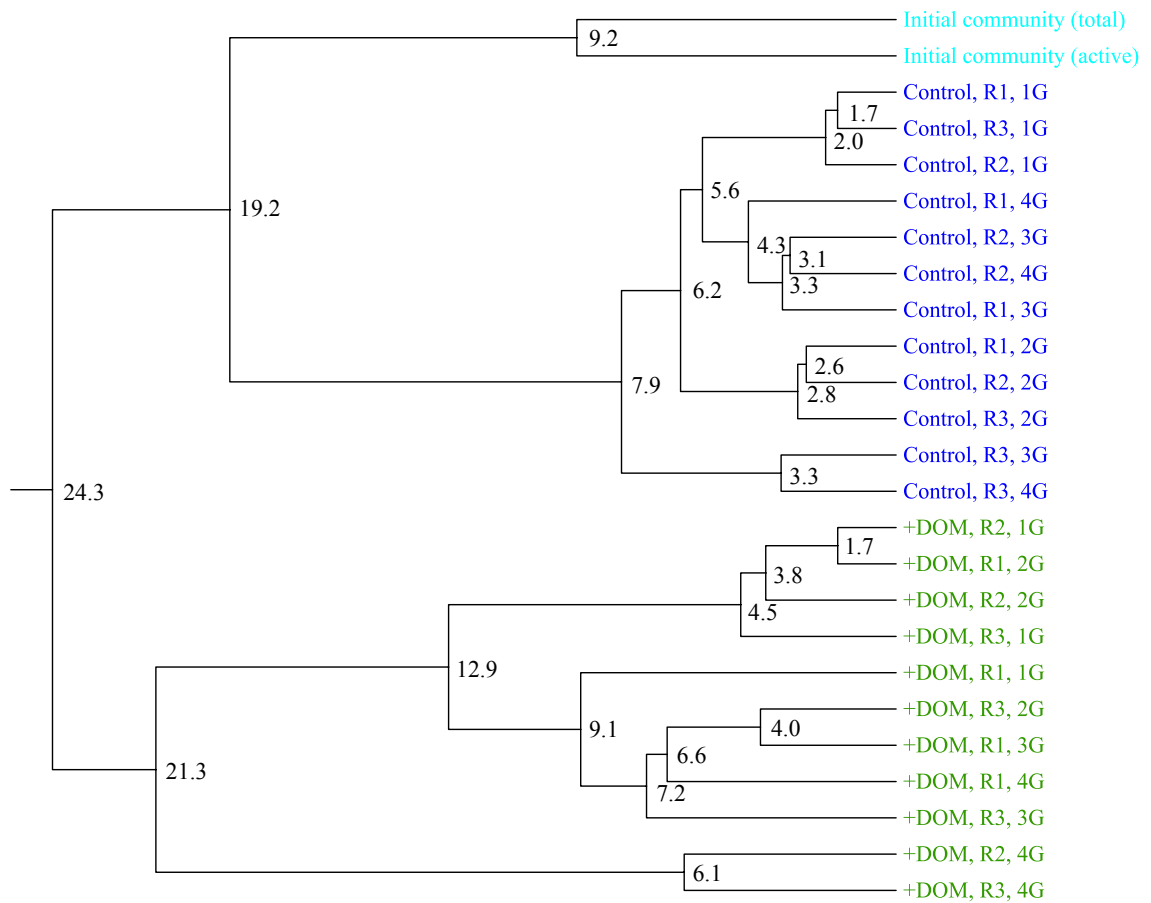 Initial community (total)
9.2
Initial community (active)
Control, R1, 1G
1.7
Control, R3, 1G
2.0
Control, R2, 1G
5.6
Control, R1, 4G
19.2
Control, R2, 3G
4.3
3.1
Control, R2, 4G
3.3
6.2
Control, R1, 3G
Control, R1, 2G
2.6
Control, R2, 2G
7.9
2.8
Control, R3, 2G
Control, R3, 3G
3.3
Control, R3, 4G
24.3
+DOM, R2, 1G
1.7
+DOM, R1, 2G
3.8
+DOM, R2, 2G
4.5
+DOM, R3, 1G
12.9
+DOM, R1, 1G
+DOM, R3, 2G
9.1
4.0
+DOM, R1, 3G
6.6
21.3
+DOM, R1, 4G
7.2
+DOM, R3, 3G
+DOM, R2, 4G
6.1
+DOM, R3, 4G